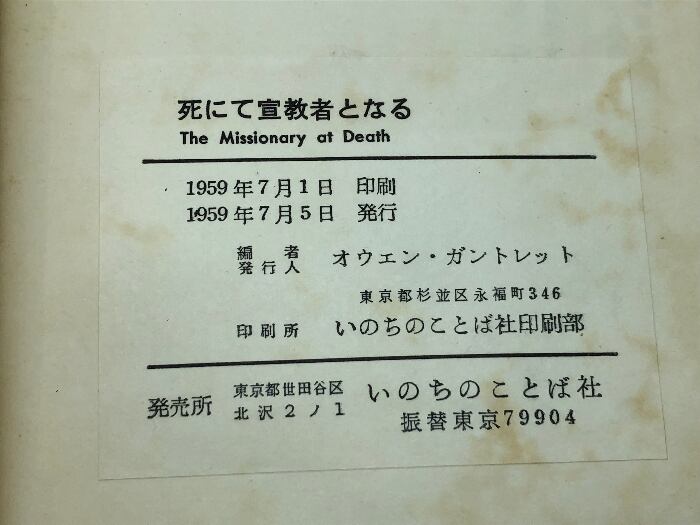 死にて宣教者となる
The Missionary at Death
1959年7月1日 印刷
1959年7月5日 発行
編者
発行人 オウエン・ガントレット
東京都杉並区永福町346
印刷所 いのちのことば社印刷部
発売所 東京都世田谷区 いのちのことば社
北沢2ノ1 振替東京79904